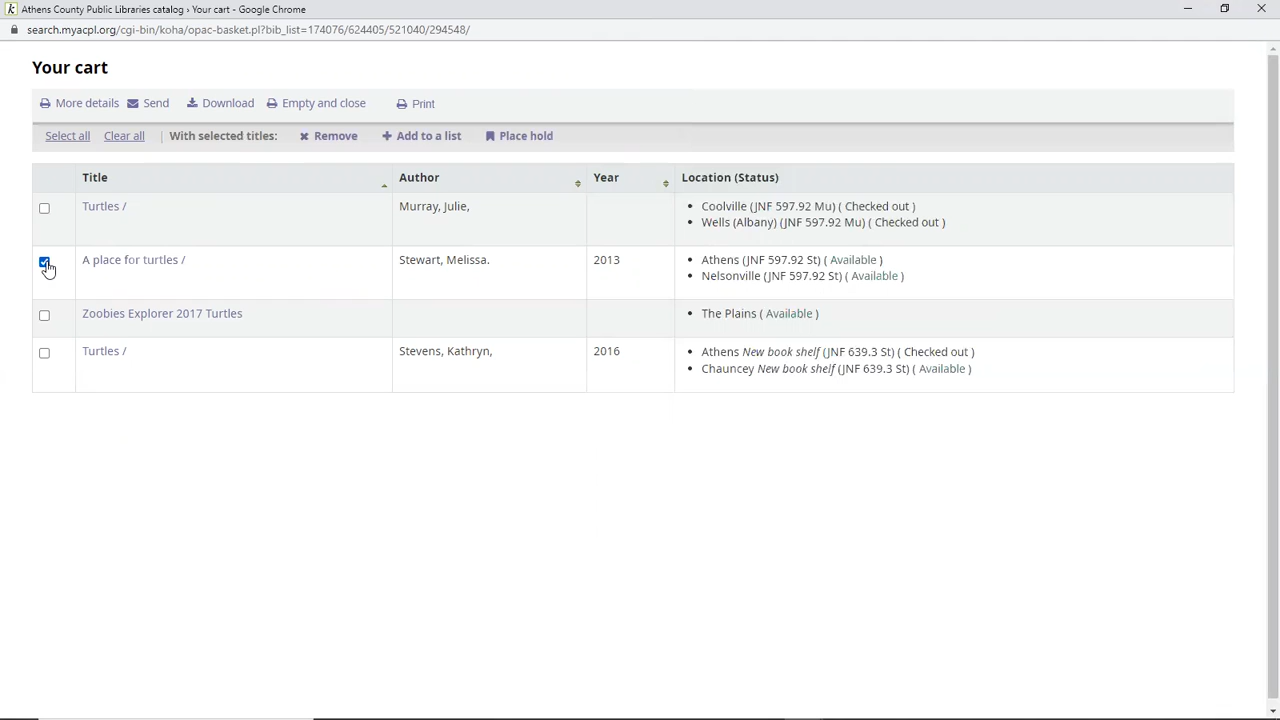 Athens County Public Libraries catalog › Your cart - Google Chrome
search.myacpl.org/cgi-bin/koha/opac-basket.pl?bib_list=174076/624405/521040/294548/
Your cart
More details Send Download Empty and close Print
Select all Clear all With selected titles: Remove Add to a list Place hold
Title Author Year Location (Status)
Turtles / Murray, Julie, Coolville (JNF 597.92 Mu) ( Checked out )
Wells (Albany) (JNF 597.92 Mu) ( Checked out )
A place for turtles / Stewart, Melissa. 2013 Athens (JNF 597.92 St) ( Available )
Nelsonville (JNF 597.92 St) ( Available )
Zoobies Explorer 2017 Turtles The Plains ( Available )
Turtles / Stevens, Kathryn, 2016 Athens New book shelf (JNF 639.3 St) ( Checked out )
Chauncey New book shelf (JNF 639.3 St) ( Available )